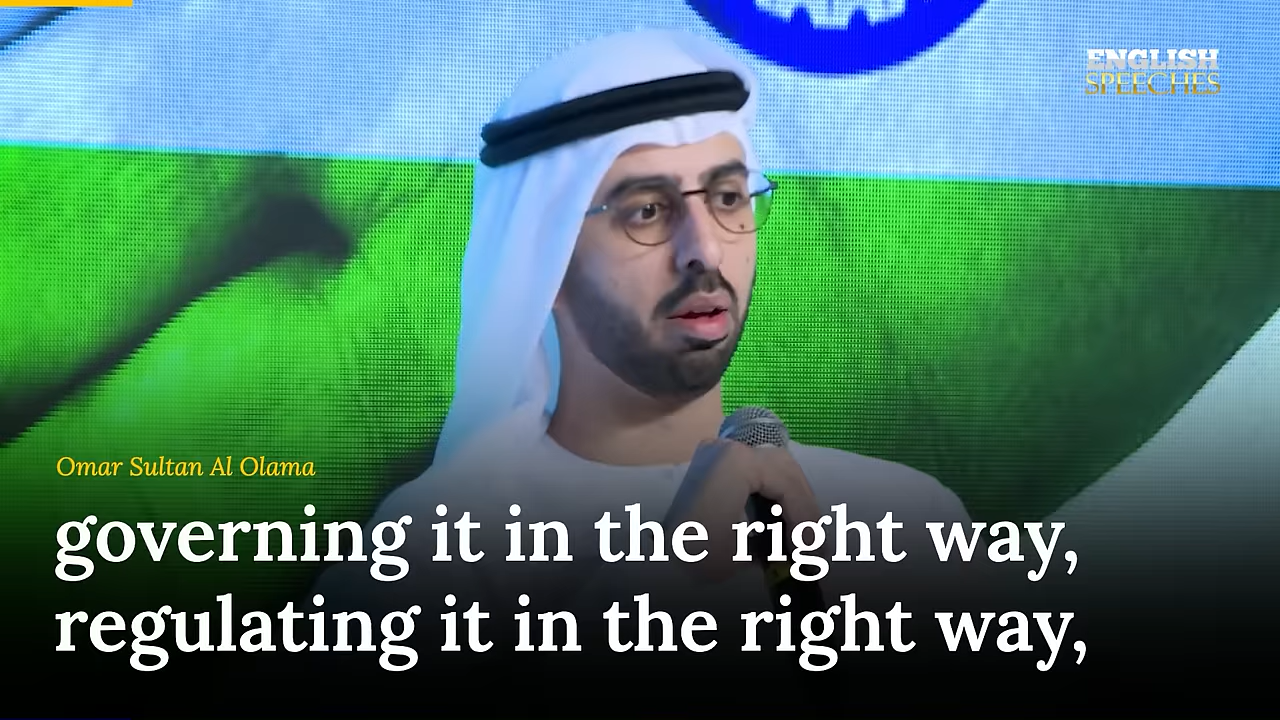 ENGLISH
SPEECHES
Omar Sultan Al Olama
governing it in the right way,
regulating it in the right way,